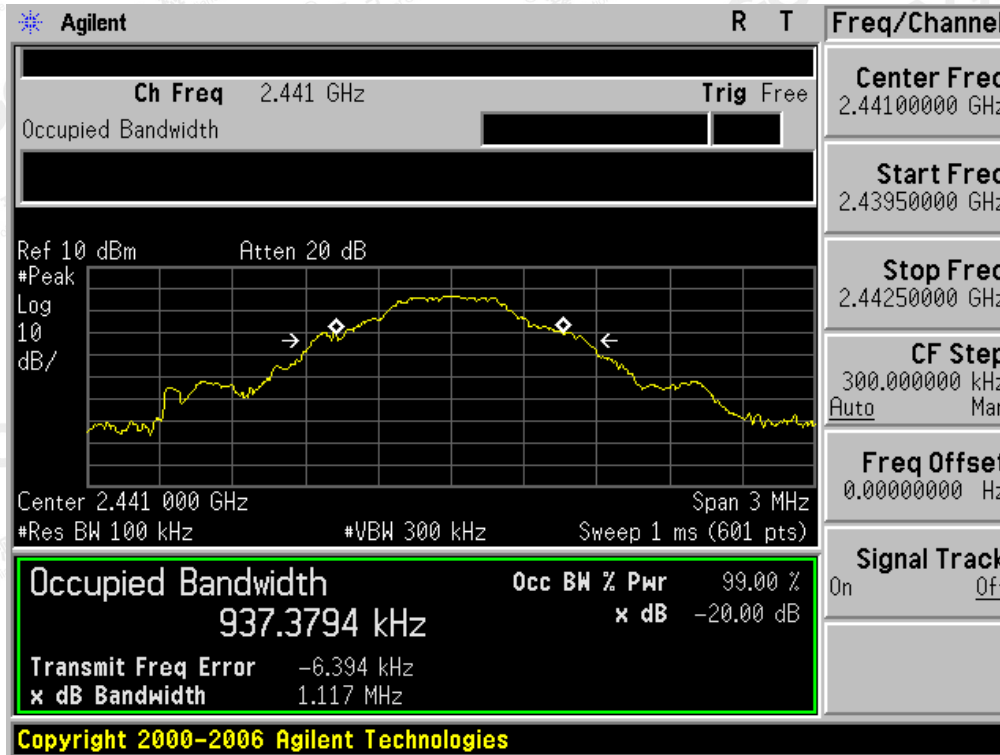 Agilent R T
Ch Freq 2.441 GHz Trig Free
Occupied Bandwidth
Ref 10 dBm Atten 20 dB
#Peak
Log
10
dB/
Center 2.441 000 GHz Span 3 MHz
#Res BW 100 kHz #VBW 300 kHz Sweep 1 ms (601 pts)
Occupied Bandwidth
937.3794 kHz
Occ BW % Pwr 99.00 %
x dB -20.00 dB
Transmit Freq Error -6.394 kHz
x dB Bandwidth 1.117 MHz
Copyright 2000-2006 Agilent Technologies
Freq/Channel
Center Freq
2.44100000 GHz
Start Freq
2.43950000 GHz
Stop Freq
2.44250000 GHz
CF Step
300.000000 kHz
Auto Man
Freq Offset
0.00000000 Hz
Signal Track
On Off